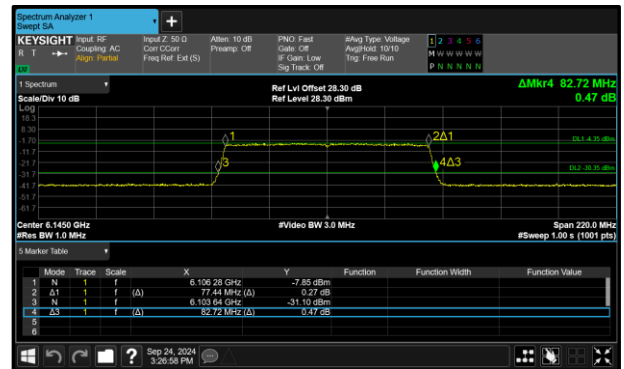 Spectrum Analyzer 1
Swept SA
KEYSIGHT Input: RF Input Z: 50 Ω Atten: 10 dB PNO: Fast #Avg Type: Voltage 1 2 3 4 5 6
R T Coupling: AC Corr CCorr Preamp: Off Gate: Off Avg|Hold: 10/10 M W W W W W
Align: Partial Freq Ref: Ext (S) IF Gain: Low Trig: Free Run
LXI Sig Track: Off P N N N N N
1 Spectrum ΔMkr4 82.72 MHz
Ref Lvl Offset 28.30 dB
Scale/Div 10 dB Ref Level 28.30 dBm 0.47 dB
Log
18.3
8.30
-1.70
-11.7
-21.7
-31.7
-41.7
-51.7
-61.7
1
2Δ1
DL1 -4.35 dBm
3
4Δ3
DL2 -30.35 dBm
Center 6.1450 GHz #Video BW 3.0 MHz Span 220.0 MHz
#Res BW 1.0 MHz #Sweep 1.00 s (1001 pts)
5 Marker Table
Mode Trace Scale X Y Function Function Width Function Value
1 N 1 f 6.106 28 GHz -7.85 dBm
2 Δ1 1 f (Δ) 77.44 MHz (Δ) 0.27 dB
3 N 1 f 6.103 64 GHz -31.10 dBm
4 Δ3 1 f (Δ) 82.72 MHz (Δ) 0.47 dB
5
6
? Sep 24, 2024
3:26:58 PM